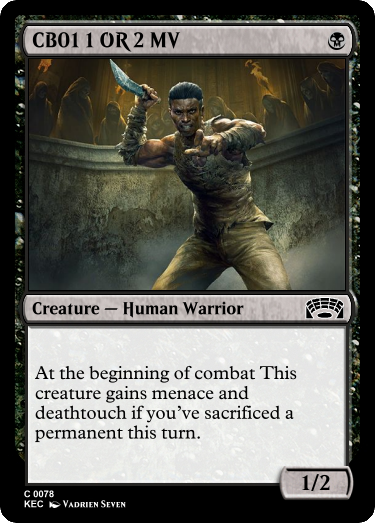 CB01 1 OR 2 MV
Creature — Human Warrior
At the beginning of combat This
creature gains menace and
deathtouch if you've sacrificed a
permanent this turn.
1/2
C 0078
KEC Vadrien Seven